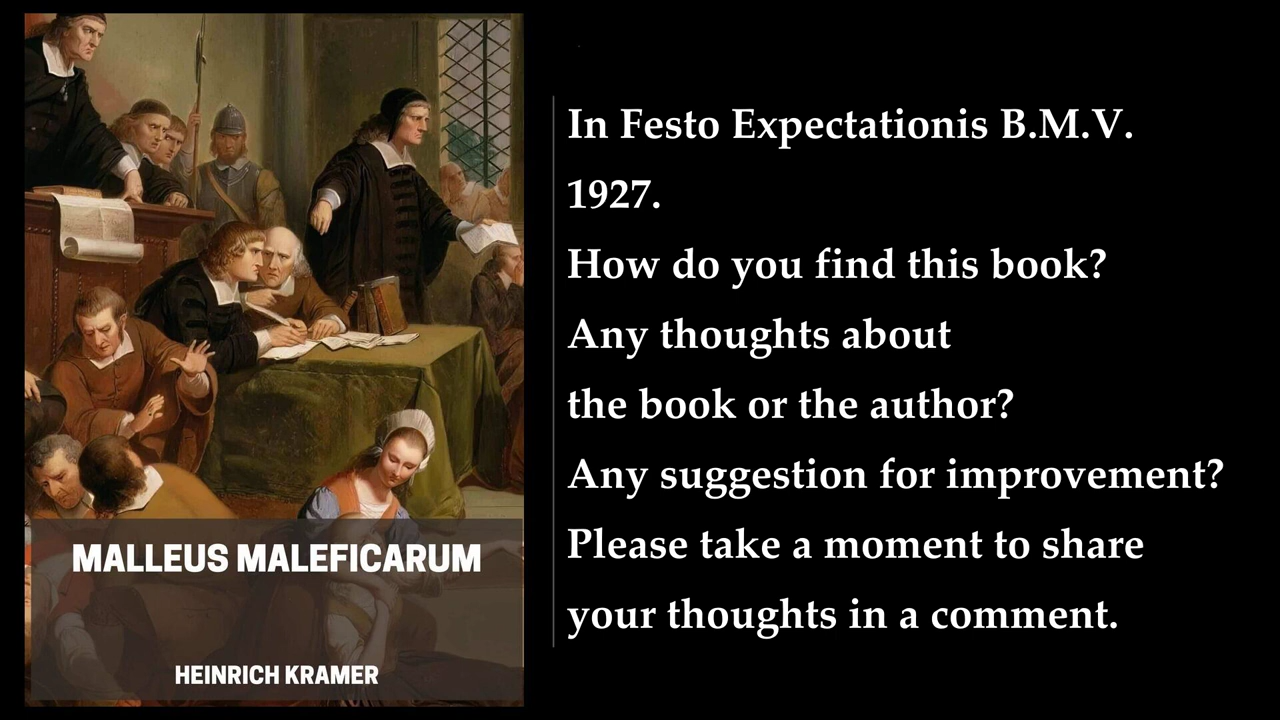 MALLEUS MALEFICARUM
HEINRICH KRAMER
In Festo Expectationis B.M.V.
1927.
How do you find this book?
Any thoughts about
the book or the author?
Any suggestion for improvement?
Please take a moment to share
your thoughts in a comment.